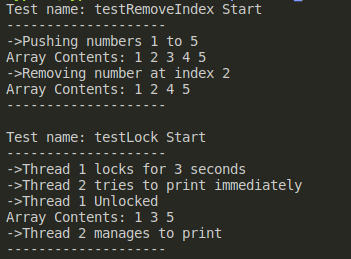 Test name: testRemoveIndex Start
--------------------
->Pushing numbers 1 to 5
Array Contents: 1 2 3 4 5
->Removing number at index 2
Array Contents: 1 2 4 5
--------------------
Test name: testLock Start
--------------------
->Thread 1 locks for 3 seconds
->Thread 2 tries to print immediately
->Thread 1 Unlocked
Array Contents: 1 3 5
->Thread 2 manages to print
--------------------